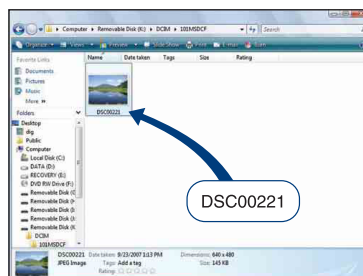 Computer ▸ Removable Disk (K:) ▸ DCIM ▸ 101MSDCF
Search
Organize Views Preview Slide Show Print E-mail Burn
Favorite Links
Documents
Pictures
Music
More »
Folders
Name Date taken Tags Size Rating
DSC00221
Desktop
dig
Public
Computer
Local Disk (C:)
DATA (D:)
RECOVERY (E:)
DVD RW Drive (F:)
Removable Disk (G
Removable Disk (H
Removable Disk (I:
Removable Disk (J:
Removable Disk (K
DCIM
101MSDCF
DSC00221
DSC00221 Date taken: 9/23/2007 1:13 PM Dimensions: 640 x 480
JPEG Image Tags: Add a tag Size: 145 KB
Rating: